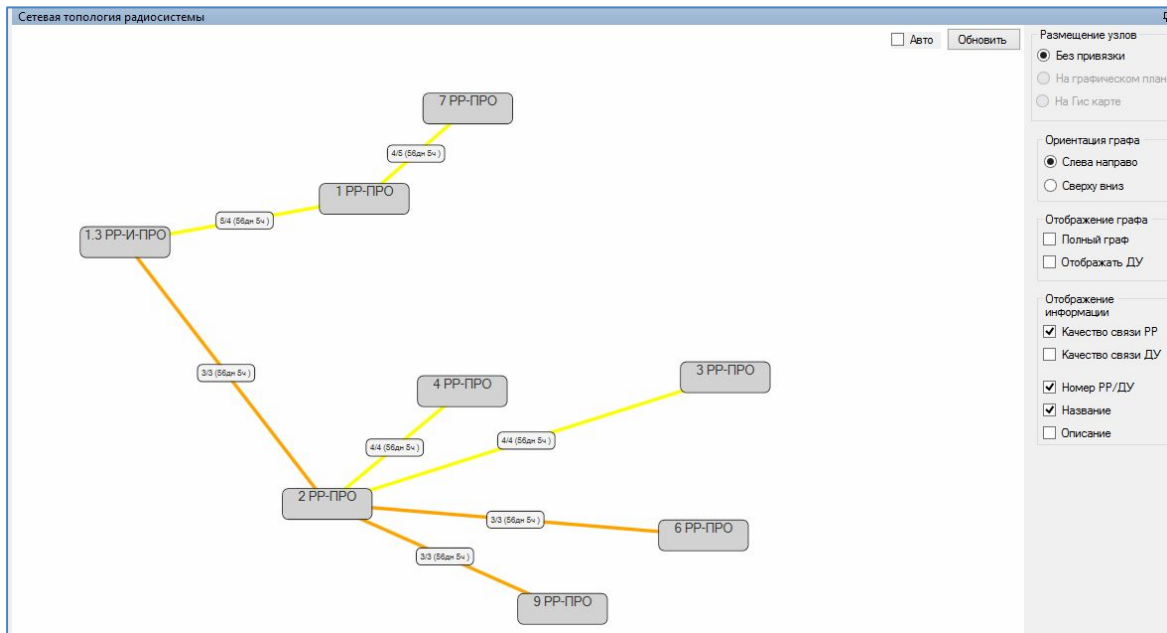 Сетевая топология радиосистемы
Авто
Обновить
7 РР-ПРО
4/5 (56дн 5ч )
1 РР-ПРО
5/4 (56дн 5ч )
1.3 РР-И-ПРО
3/3 (56дн 5ч )
4 РР-ПРО
3 РР-ПРО
4/4 (56дн 5ч )
4/4 (56дн 5ч )
2 РР-ПРО
3/3 (56дн 5ч )
6 РР-ПРО
3/3 (56дн 5ч )
9 РР-ПРО
Размещение узлов
Без привязки
На графическом план
На Гис карте
Ориентация графа
Слева направо
Сверху вниз
Отображение графа
Полный граф
Отображать ДУ
Отображение
информации
Качество связи РР
Качество связи ДУ
Номер РР/ДУ
Название
Описание